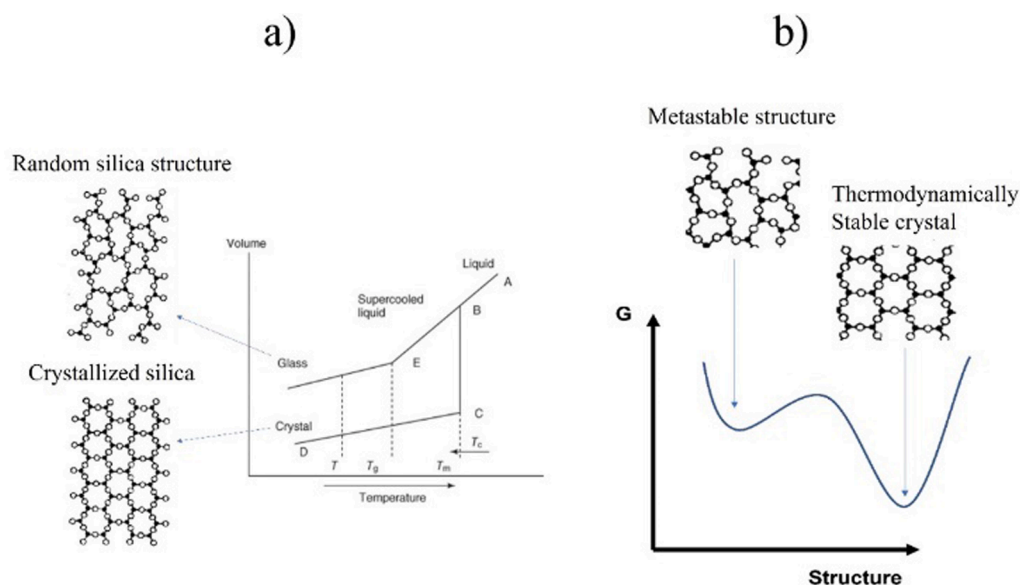 a)
Random silica structure
Crystallized silica
Volume
Liquid
A
Supercooled
liquid
B
Glass
E
Crystal
C
D
T
Tg
Tm
Tc
Temperature
b)
Metastable structure
Thermodynamically
Stable crystal
G
Structure